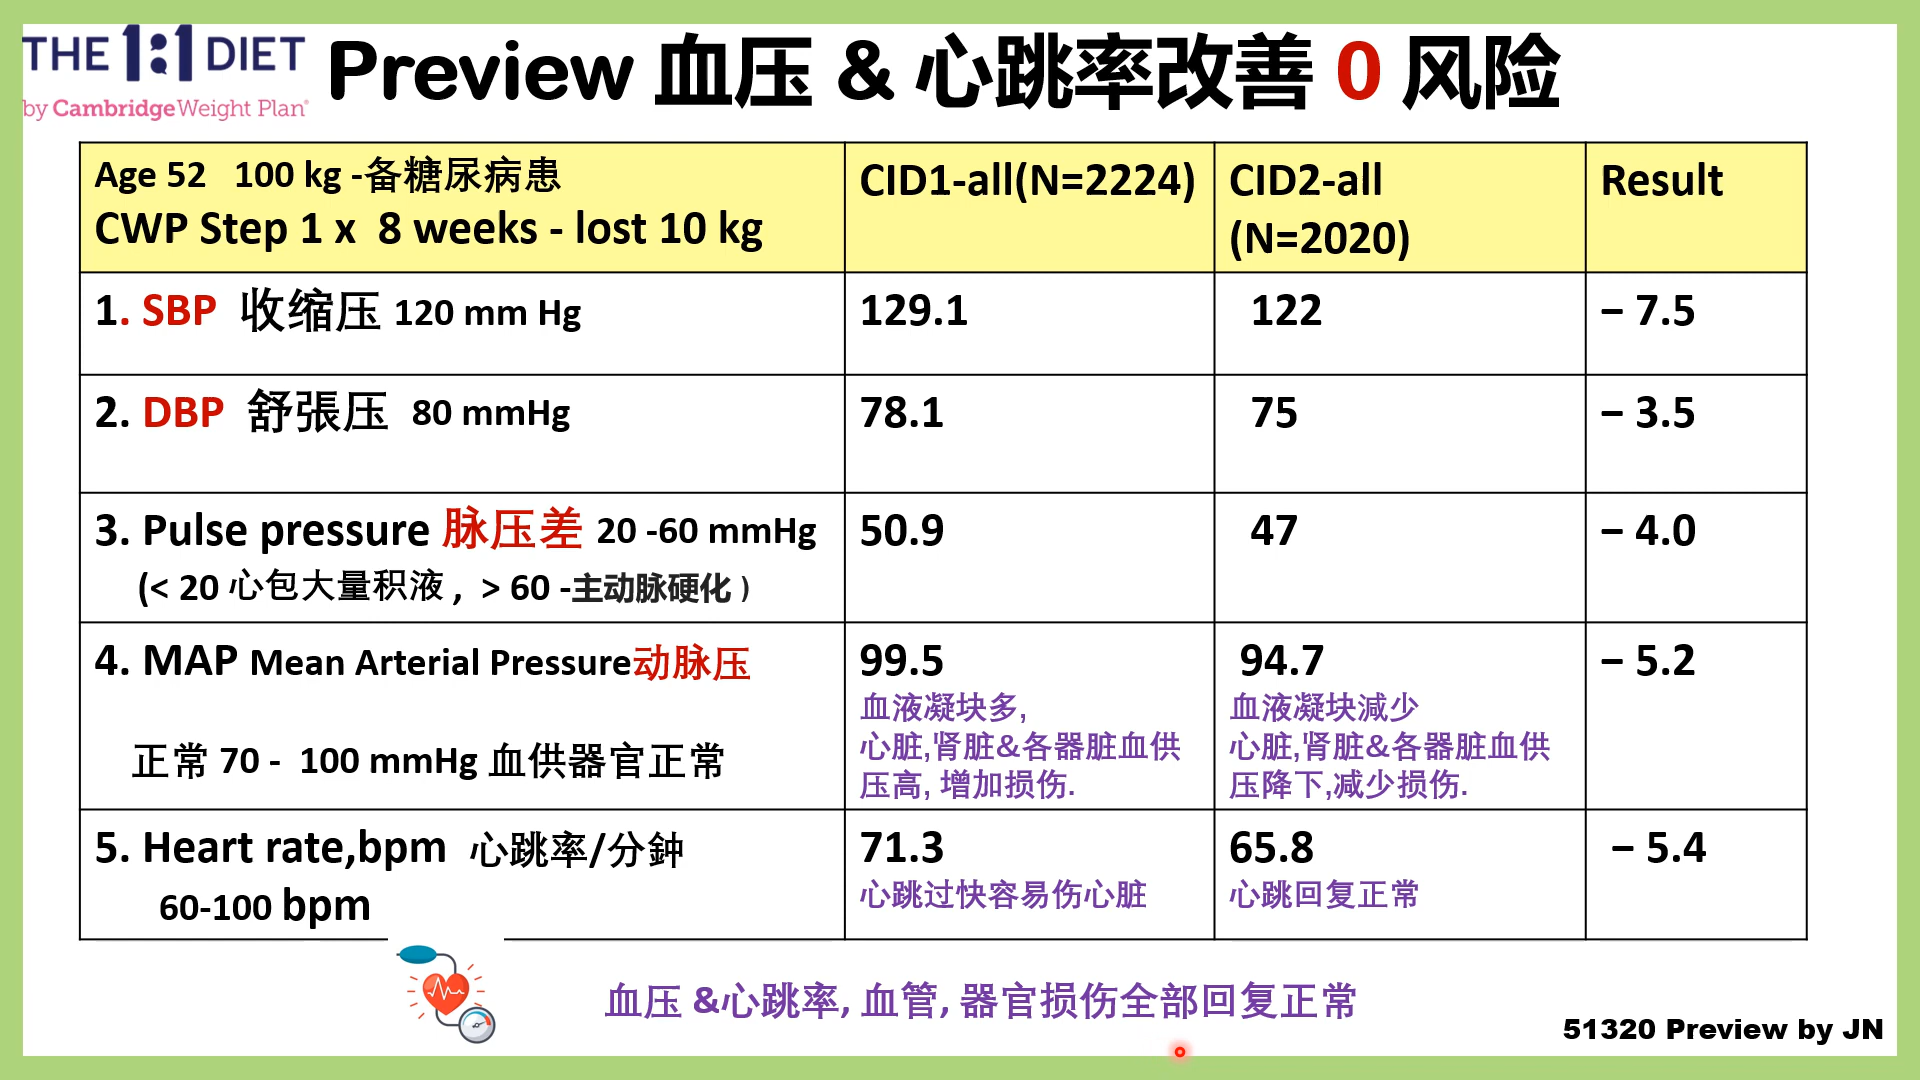 THE 1:1 DIET
by Cambridge Weight Plan®
Preview 血压 & 心跳率改善 0 风险
Age 52 100 kg -备糖尿病患
CWP Step 1 x 8 weeks - lost 10 kg
CID1-all(N=2224)
CID2-all
(N=2020)
Result
1. SBP 收缩压 120 mm Hg
129.1
122
− 7.5
2. DBP 舒張压 80 mmHg
78.1
75
− 3.5
3. Pulse pressure 脉压差 20 -60 mmHg
(< 20 心包大量积液 , > 60 -主动脉硬化 )
50.9
47
− 4.0
4. MAP Mean Arterial Pressure动脉压
正常 70 - 100 mmHg 血供器官正常
99.5
血液凝块多,
心脏,肾脏&各器脏血供
压高, 增加损伤.
94.7
血液凝块減少
心脏,肾脏&各器脏血供
压降下,减少损伤.
− 5.2
5. Heart rate,bpm 心跳率/分鈡
60-100 bpm
71.3
心跳过快容易伤心脏
65.8
心跳回复正常
− 5.4
血压 &心跳率, 血管, 器官损伤全部回复正常
51320 Preview by JN